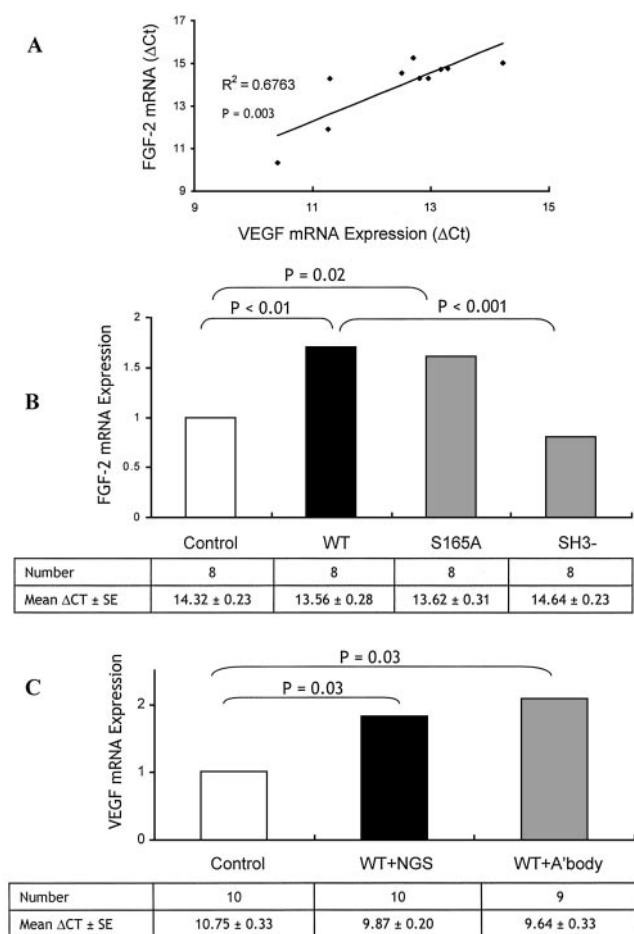 A
17
15
13
11
9
FGF-2 mRNA (ΔCt)
R² = 0.6763
P = 0.003
9 11 13 15
VEGF mRNA Expression (ΔCt)
P = 0.02
P < 0.01 P < 0.001
B
2
1.5
1
0.5
0
FGF-2 mRNA Expression
Control WT S165A SH3-
Number 8 8 8 8
Mean ΔCT ± SE 14.32 ± 0.23 13.56 ± 0.28 13.62 ± 0.31 14.64 ± 0.23
P = 0.03
C
P = 0.03
2
1
0
VEGF mRNA Expression
Control WT+NGS WT+A'body
Number 10 10 9
Mean ΔCT ± SE 10.75 ± 0.33 9.87 ± 0.20 9.64 ± 0.33